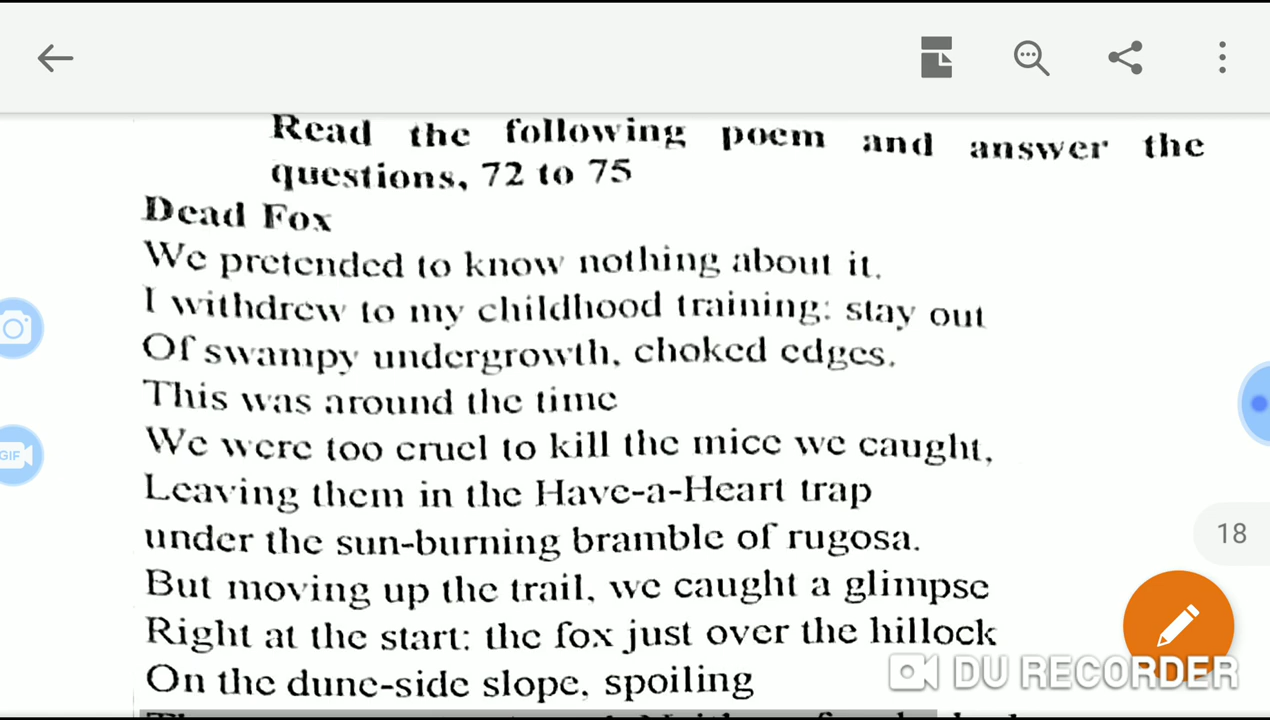 Read the following poem and answer the
questions, 72 to 75
Dead Fox
We pretended to know nothing about it.
I withdrew to my childhood training: stay out
Of swampy undergrowth, choked edges.
This was around the time
We were too cruel to kill the mice we caught,
Leaving them in the Have-a-Heart trap
under the sun-burning bramble of rugosa.
But moving up the trail, we caught a glimpse
Right at the start: the fox just over the hillock
On the dune-side slope, spoiling
GIF
18
DU RECORDER